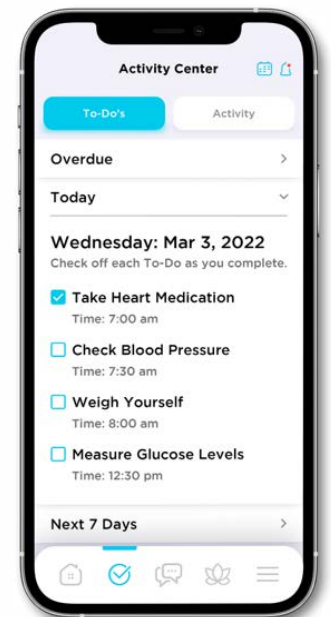 Activity Center
To-Do's Activity
Overdue
Today
Wednesday: Mar 3, 2022
Check off each To-Do as you complete.
Take Heart Medication
Time: 7:00 am
Check Blood Pressure
Time: 7:30 am
Weigh Yourself
Time: 8:00 am
Measure Glucose Levels
Time: 12:30 pm
Next 7 Days